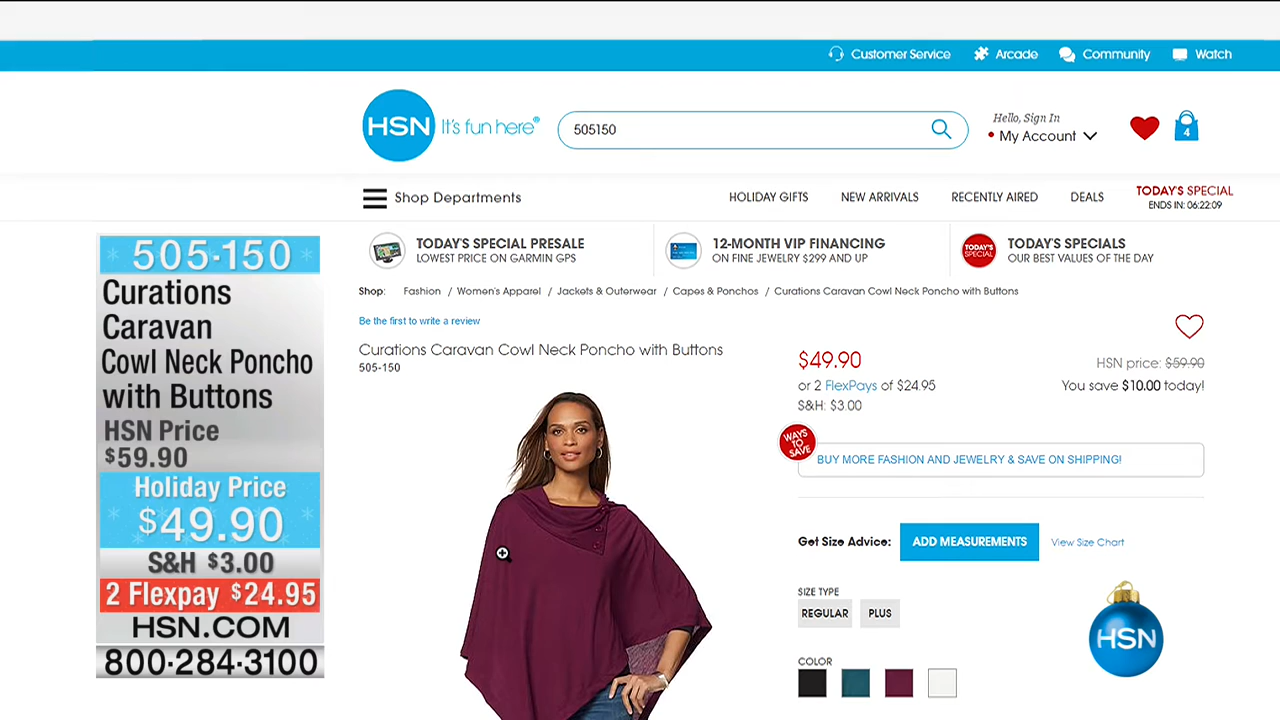 Customer Service
Arcade
Community
Watch
HSN It's fun here®
505150
Hello, Sign In
My Account
4
Shop Departments
HOLIDAY GIFTS
NEW ARRIVALS
RECENTLY AIRED
DEALS
TODAY'S SPECIAL
ENDS IN: 06:22:09
TODAY'S SPECIAL PRESALE
LOWEST PRICE ON GARMIN GPS
12-MONTH VIP FINANCING
ON FINE JEWELRY $299 AND UP
TODAY'S
SPECIAL
TODAY'S SPECIALS
OUR BEST VALUES OF THE DAY
505·150
Curations
Caravan
Cowl Neck Poncho
with Buttons
HSN Price
$59.90
Holiday Price
$49.90
S&H $3.00
2 Flexpay $24.95
HSN.COM
800·284·3100
Shop: Fashion / Women's Apparel / Jackets & Outerwear / Capes & Ponchos / Curations Caravan Cowl Neck Poncho with Buttons
Be the first to write a review
Curations Caravan Cowl Neck Poncho with Buttons
505-150
$49.90
HSN price: $59.90
or 2 FlexPays of $24.95
You save $10.00 today!
S&H: $3.00
WAYS
TO
SAVE
BUY MORE FASHION AND JEWELRY & SAVE ON SHIPPING!
Get Size Advice:
ADD MEASUREMENTS
View Size Chart
SIZE TYPE
REGULAR
PLUS
COLOR
HSN